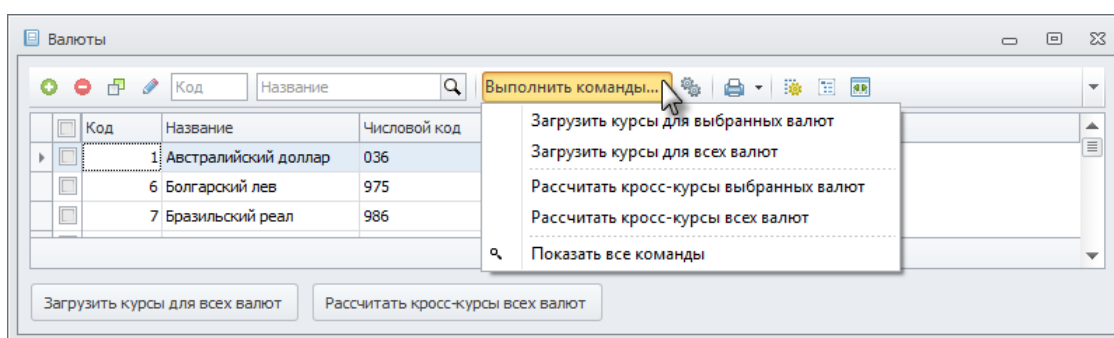 Валюты
Код Название Выполнить команды...
Код Название Числовой код
1 Австралийский доллар 036
6 Болгарский лев 975
7 Бразильский реал 986
Загрузить курсы для выбранных валют
Загрузить курсы для всех валют
Рассчитать кросс-курсы выбранных валют
Рассчитать кросс-курсы всех валют
Показать все команды
Загрузить курсы для всех валют Рассчитать кросс-курсы всех валют